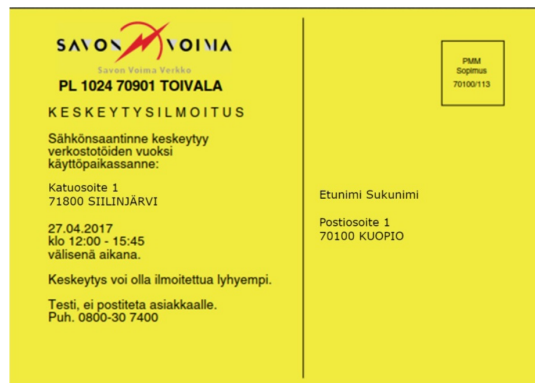 SAVON VOIMA
Savon Voima Verkko
PL 1024 70901 TOIVALA
KESKEYTYSILMOITUS
Sähkönsaantinne keskeytyy
verkostotöiden vuoksi
käyttöpaikassanne:
Katuosoite 1
71800 SIILINJÄRVI
27.04.2017
klo 12:00 - 15:45
välisenä aikana.
Keskeytys voi olla ilmoitettua lyhyempi.
Testi, ei postiteta asiakkaalle.
Puh. 0800-30 7400
PMM
Sopimus
70100/113
Etunimi Sukunimi
Postiosoite 1
70100 KUOPIO